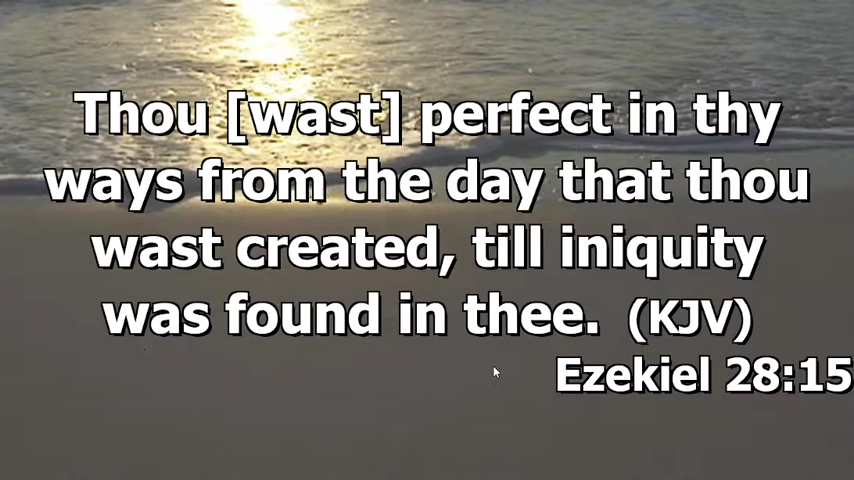 Thou [wast] perfect in thy
ways from the day that thou
wast created, till iniquity
was found in thee. (KJV)
Ezekiel 28:15